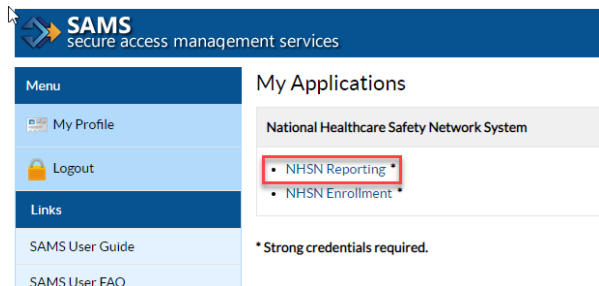 SAMS
secure access management services
Menu
My Profile
Logout
Links
SAMS User Guide
SAMS User FAQ
My Applications
National Healthcare Safety Network System
• NHSN Reporting *
• NHSN Enrollment *
* Strong credentials required.